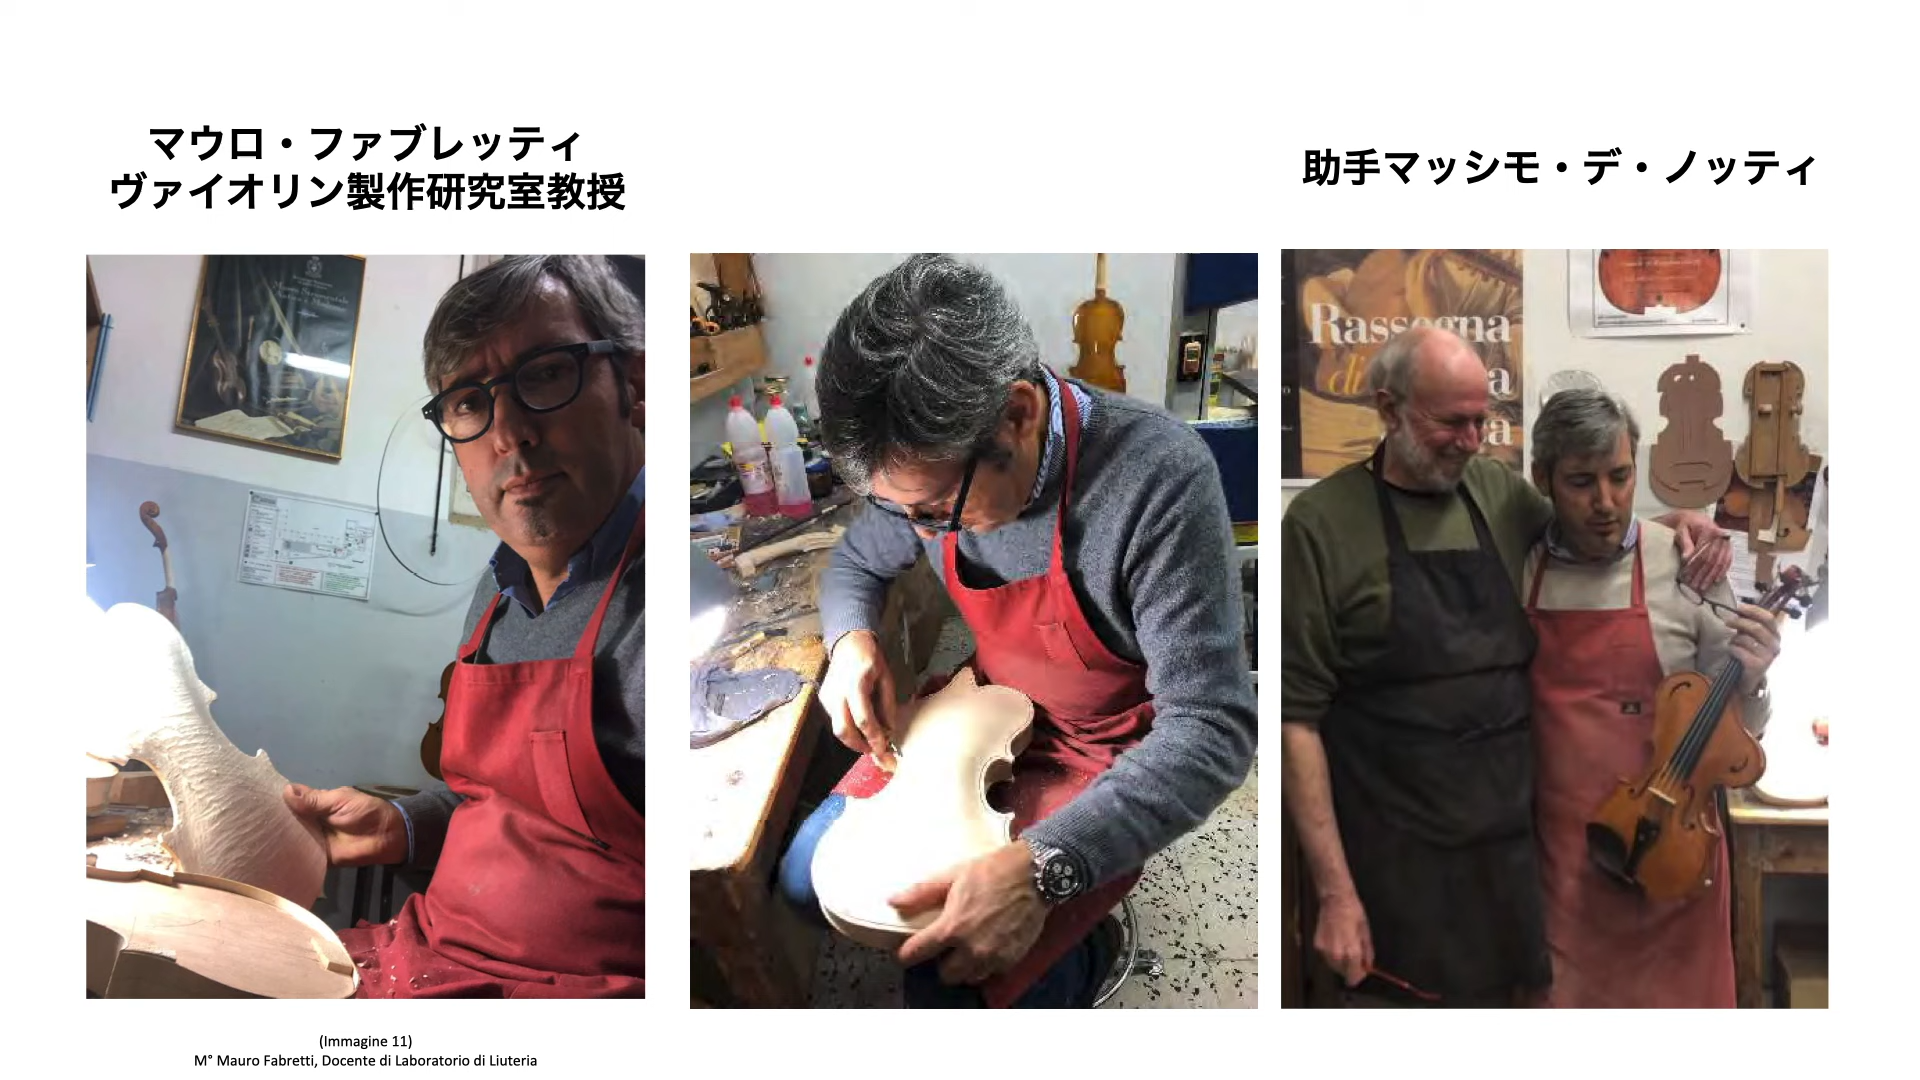 マウロ・ファブレッティ
ヴァイオリン製作研究室教授
助手マッシモ・デ・ノッティ
Rassegna
di
a
a
(Immagine 11)
M° Mauro Fabretti, Docente di Laboratorio di Liuteria